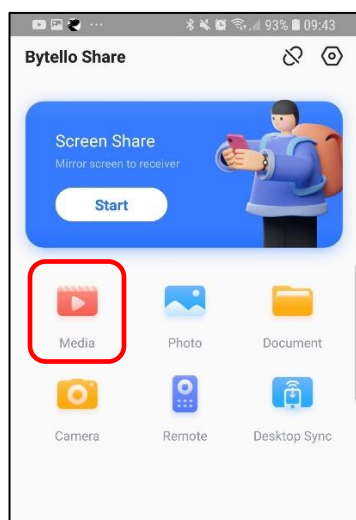 93% 09:43
Bytello Share
Screen Share
Mirror screen to receiver
Start
Media Photo Document
Camera Remote Desktop Sync